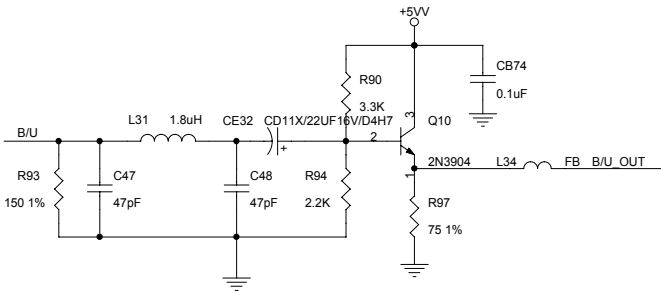 +5VV
CB74
0.1uF
R90
3.3K
3
Q10
L31 1.8uH CE32 CD11X/22UF16V/D4H7
B/U
2
+
2N3904 L34 FB B/U_OUT
1
R93
150 1%
C47
47pF
C48
47pF
R94
2.2K
R97
75 1%